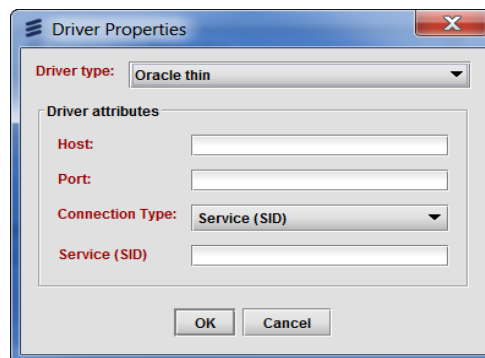 Driver Properties
Driver type: Oracle thin
Driver attributes
Host:
Port:
Connection Type: Service (SID)
Service (SID)
OK Cancel